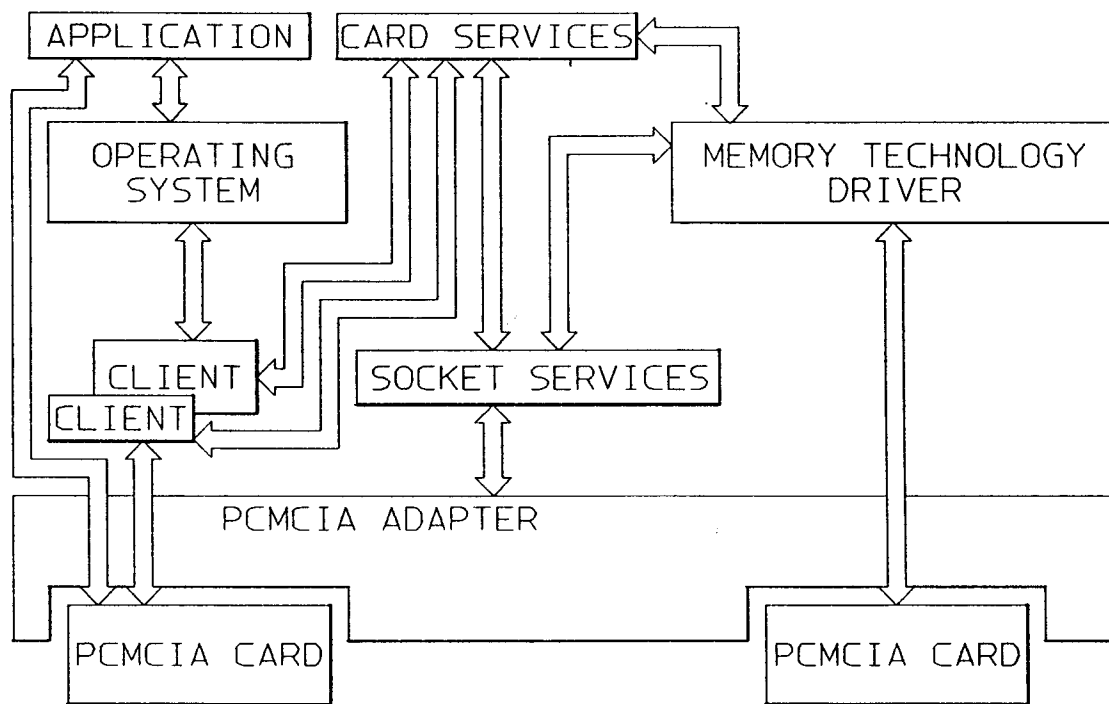 APPLICATION
CARD SERVICES
OPERATING
SYSTEM
MEMORY TECHNOLOGY
DRIVER
CLIENT
SOCKET SERVICES
CLIENT
PCMCIA ADAPTER
PCMCIA CARD
PCMCIA CARD